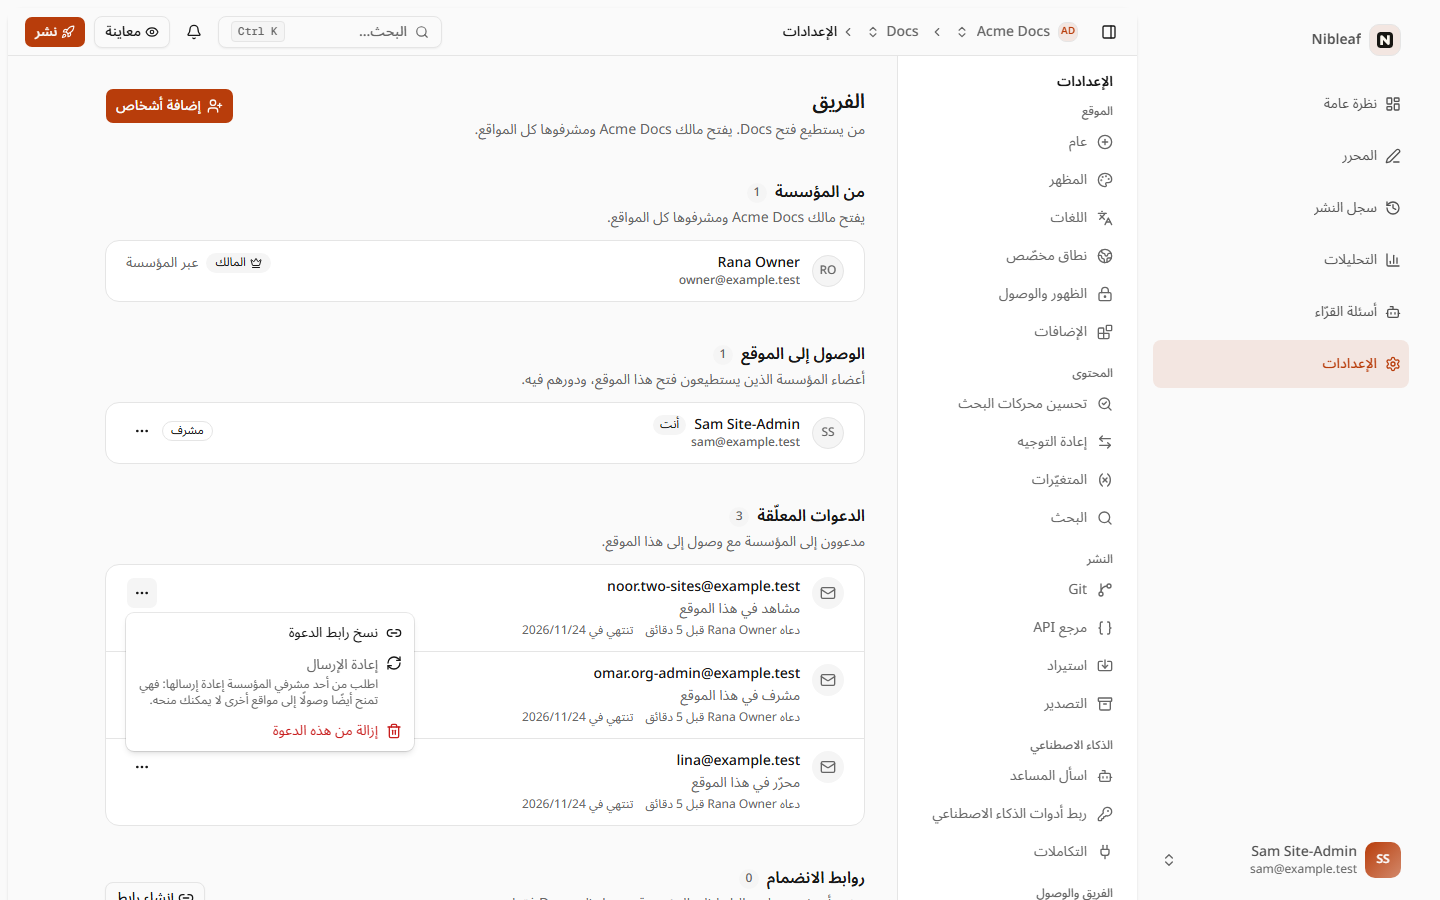 Nibleaf
نظرة عامة
المحرر
سجل النشر
التحليلات
أسئلة القرّاء
الإعدادات
Sam Site-Admin
sam@example.test
SS
AD Acme Docs
Docs
الإعدادات
البحث...
Ctrl K
معاينة
نشر
الإعدادات
الموقع
عام
المظهر
اللغات
نطاق مخصّص
الظهور والوصول
الإضافات
المحتوى
تحسين محركات البحث
إعادة التوجيه
المتغيّرات
البحث
النشر
Git
مرجع API
استيراد
التصدير
الذكاء الاصطناعي
اسأل المساعد
ربط أدوات الذكاء الاصطناعي
التكاملات
الفريق والوصول
الفريق
من يستطيع فتح Docs. يفتح مالك Acme Docs ومشرفوها كل المواقع.
إضافة أشخاص
من المؤسسة 1
يفتح مالك Acme Docs ومشرفوها كل المواقع.
RO
Rana Owner
owner@example.test
المالك
عبر المؤسسة
الوصول إلى الموقع 1
أعضاء المؤسسة الذين يستطيعون فتح هذا الموقع، ودورهم فيه.
SS
Sam Site-Admin أنت
sam@example.test
مشرف
الدعوات المعلّقة 3
مدعوون إلى المؤسسة مع وصول إلى هذا الموقع.
noor.two-sites@example.test
مشاهد في هذا الموقع
دعاه Rana Owner قبل 5 دقائق تنتهي في 2026/11/24
نسخ رابط الدعوة
إعادة الإرسال
اطلب من أحد مشرفي المؤسسة إعادة إرسالها: فهي
تمنح أيضًا وصولًا إلى مواقع أخرى لا يمكنك منحه.
إزالة من هذه الدعوة
omar.org-admin@example.test
مشرف في هذا الموقع
دعاه Rana Owner قبل 5 دقائق تنتهي في 2026/11/24
lina@example.test
محرّر في هذا الموقع
دعاه Rana Owner قبل 5 دقائق تنتهي في 2026/11/24
روابط الانضمام 0
إنشاء رابط